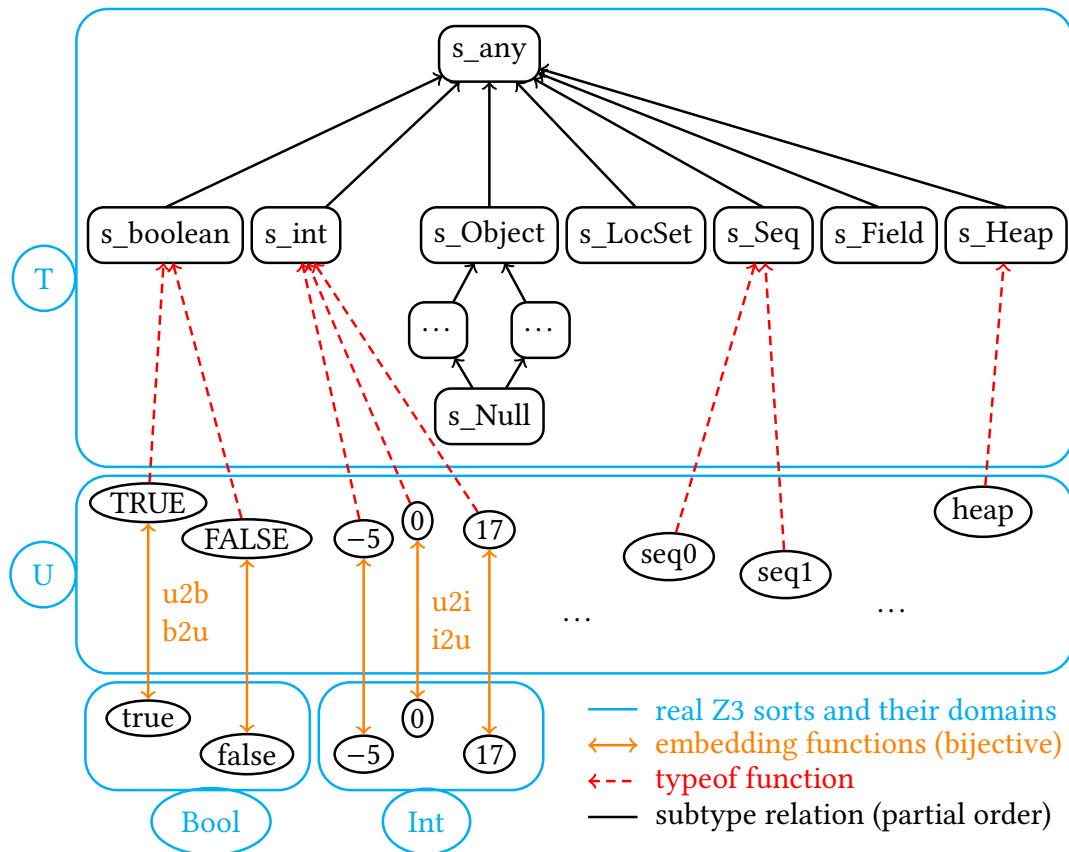 s_any
s_boolean s_int s_Object s_LocSet s_Seq s_Field s_Heap
T
... ...
s_Null
TRUE 0 heap
FALSE −5 17
seq0
U seq1
u2b u2i
b2u i2u
... ...
true 0
false −5 17
Bool Int
real Z3 sorts and their domains
embedding functions (bijective)
typeof function
subtype relation (partial order)